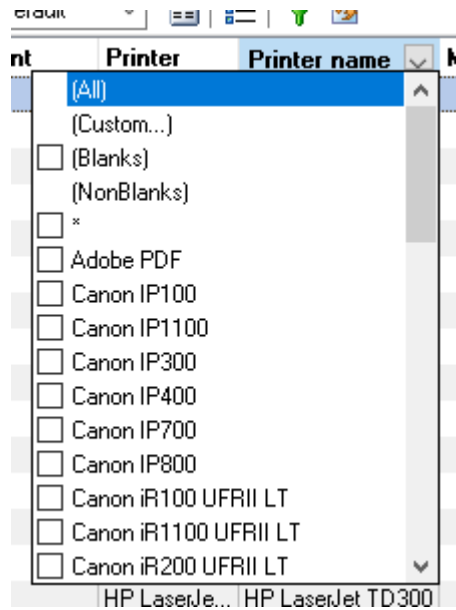 erault
nt Printer Printer name
(All)
(Custom...)
(Blanks)
(NonBlanks)
*
Adobe PDF
Canon IP100
Canon IP1100
Canon IP300
Canon IP400
Canon IP700
Canon IP800
Canon iR100 UFRII LT
Canon iR1100 UFRII LT
Canon iR200 UFRII LT
HP LaserJe... HP LaserJet TD300